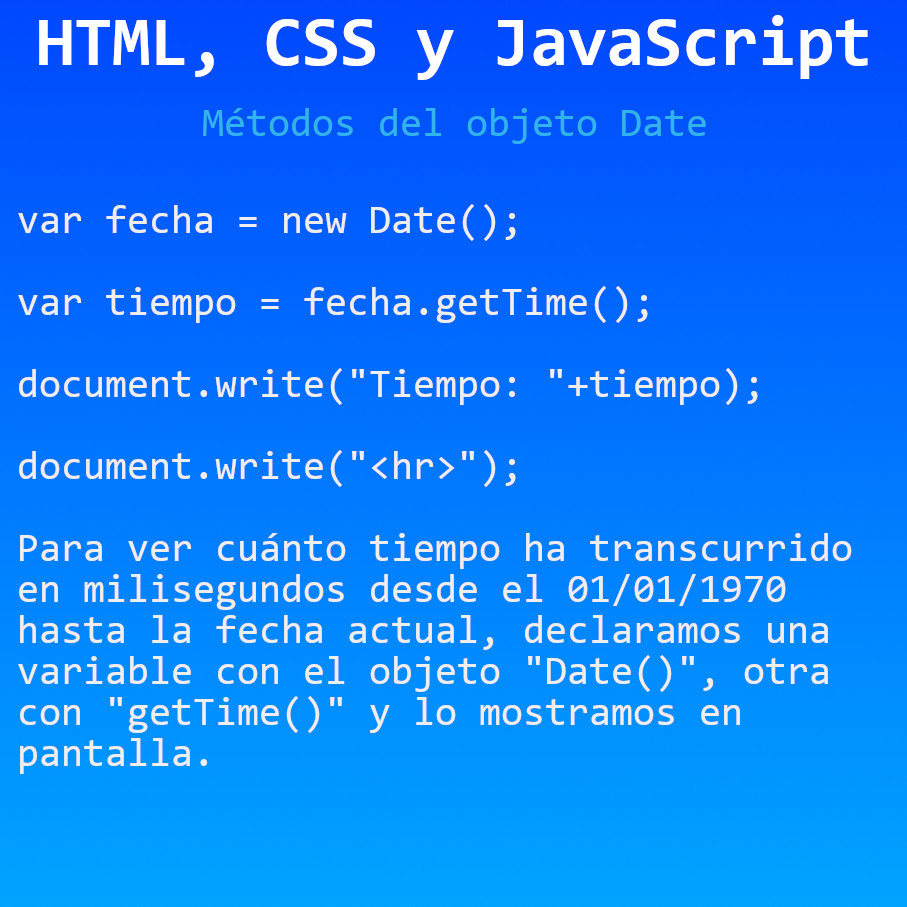 HTML, CSS y JavaScript
Métodos del objeto Date
var fecha = new Date();
var tiempo = fecha.getTime();
document.write("Tiempo: "+tiempo);
document.write("<hr>");
Para ver cuánto tiempo ha transcurrido
en milisegundos desde el 01/01/1970
hasta la fecha actual, declaramos una
variable con el objeto "Date()", otra
con "getTime()" y lo mostramos en
pantalla.